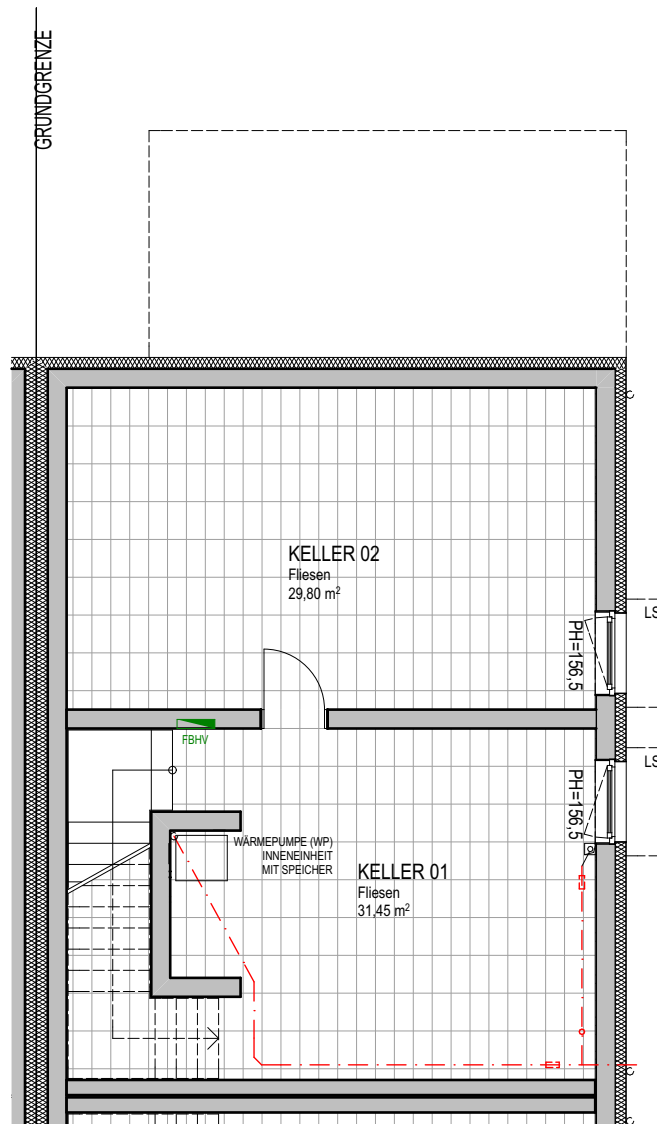 GRUNDGRENZE
KELLER 02
Fliesen
29,80 m²
LS
PH=156,5
FBHV
LS
PH=156,5
WÄRMEPUMPE (WP)
INNENEINHEIT
MIT SPEICHER
KELLER 01
Fliesen
31,45 m²